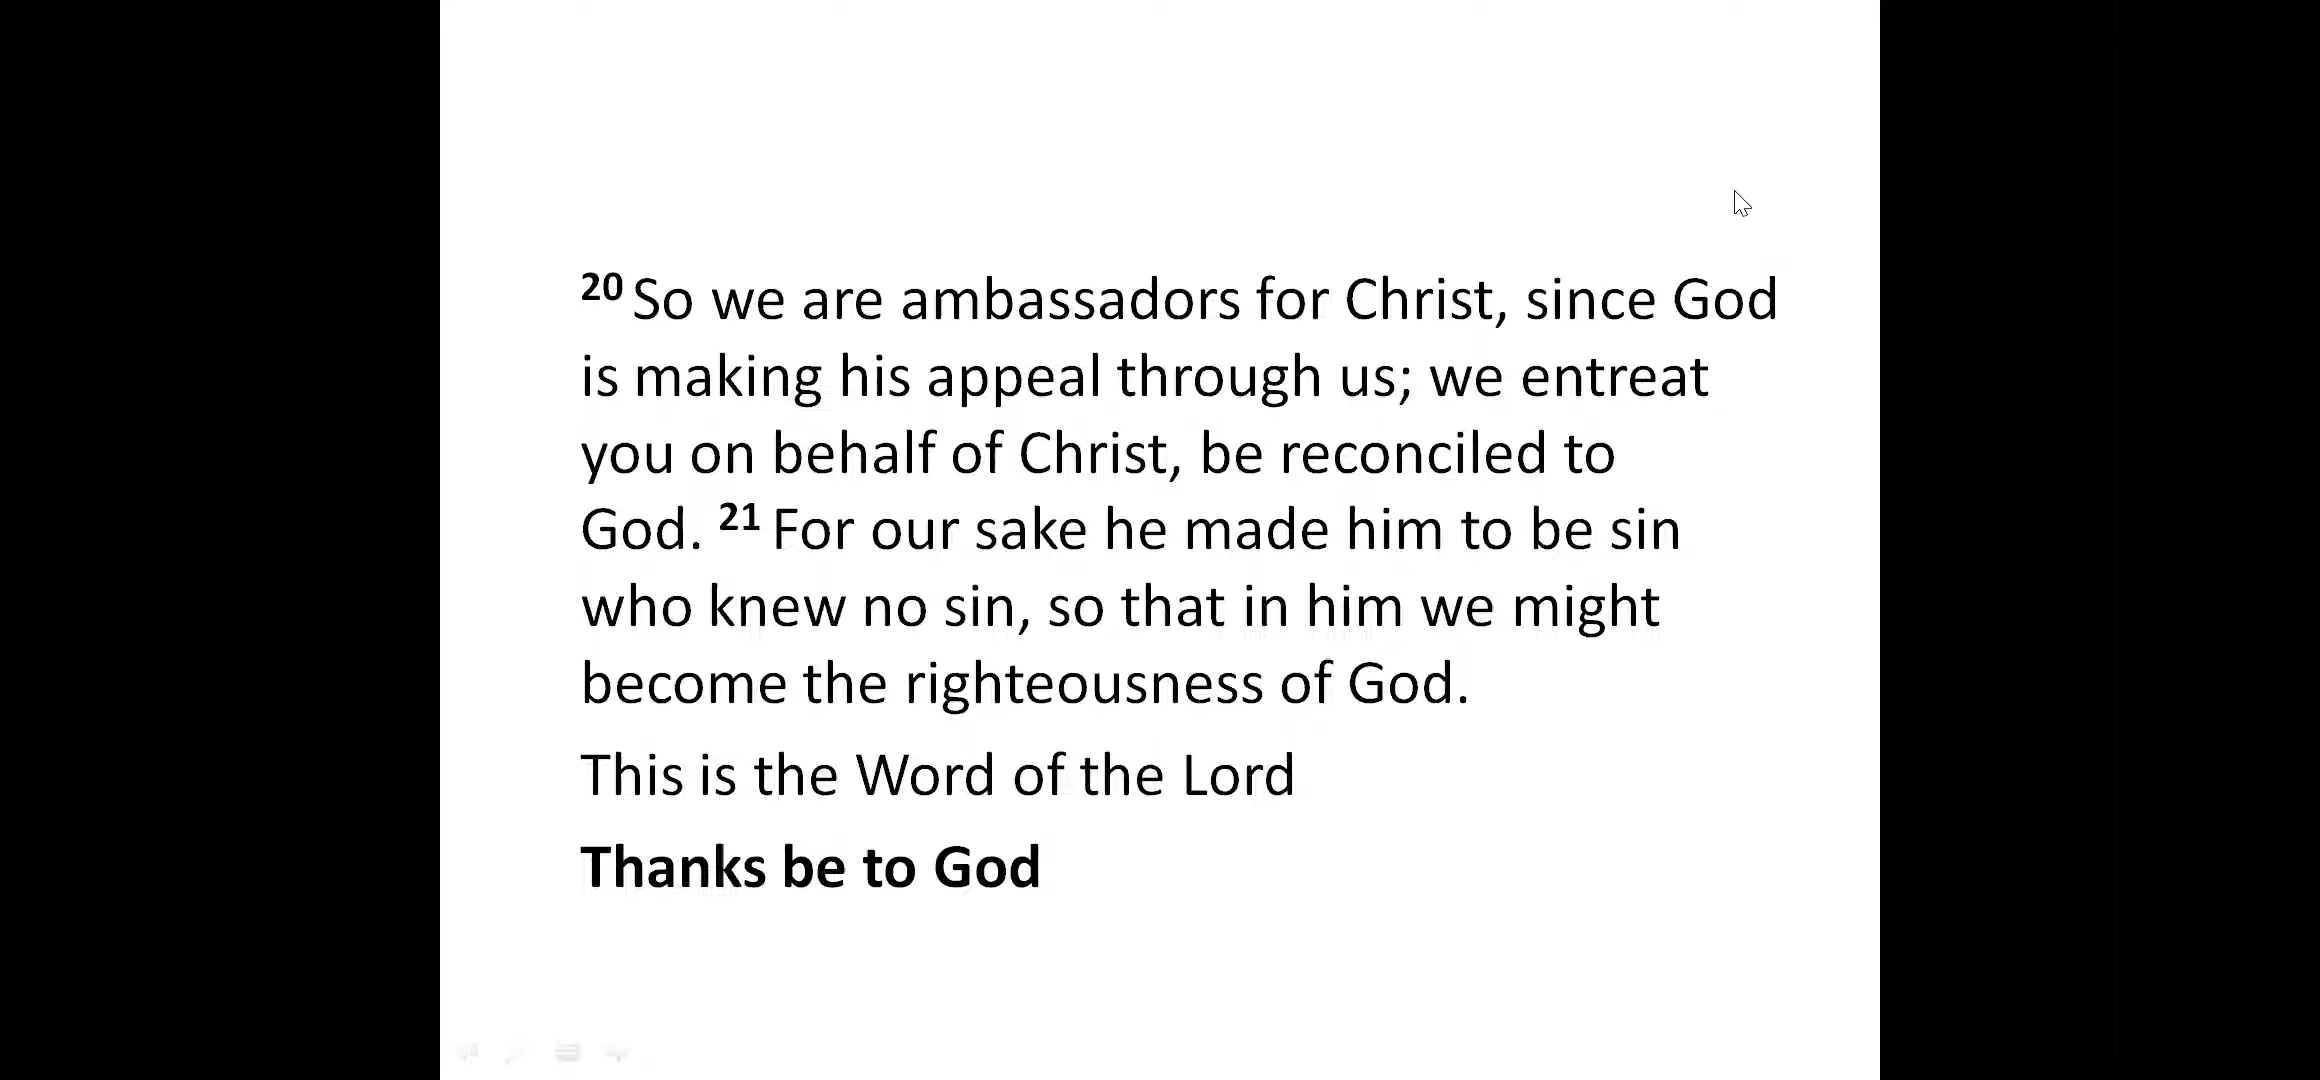 20 So we are ambassadors for Christ, since God
is making his appeal through us; we entreat
you on behalf of Christ, be reconciled to
God. 21 For our sake he made him to be sin
who knew no sin, so that in him we might
become the righteousness of God.
This is the Word of the Lord
Thanks be to God